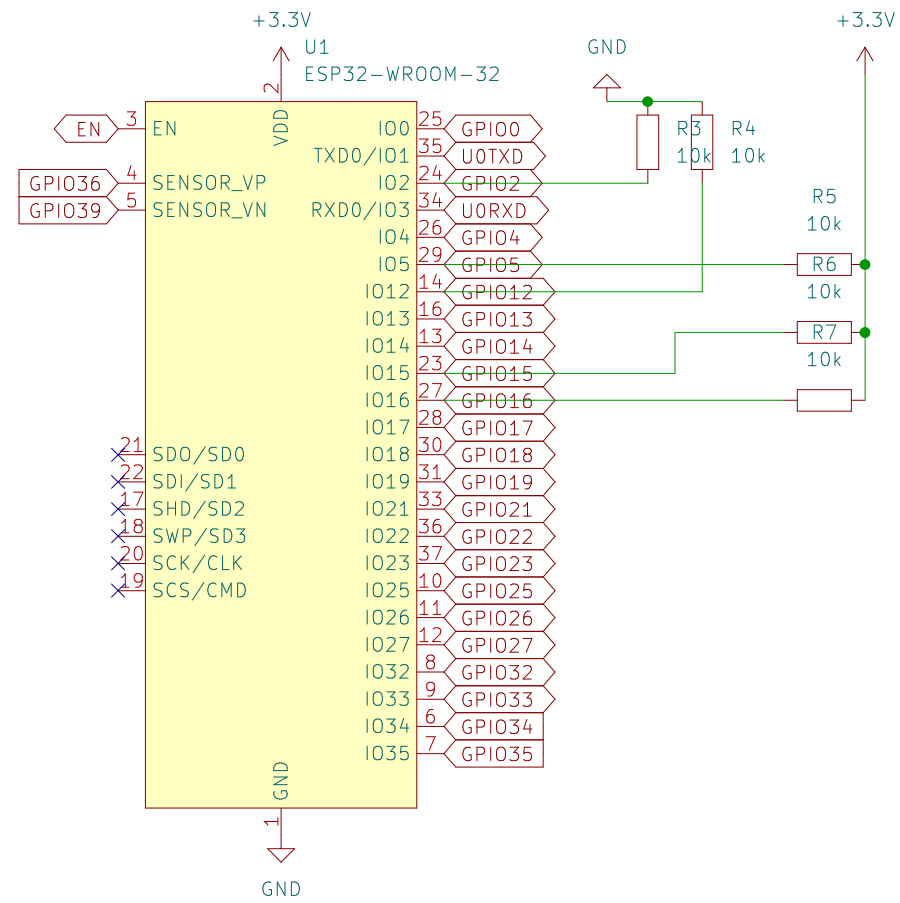 +3.3V
+3.3V
U1
GND
ESP32-WROOM-32
2
VDD
3 EN
EN
IO0 25 GPIO0
R3
10k
R4
10k
TXD0/IO1 35 U0TXD
GPIO36 4 SENSOR_VP
IO2 24 GPIO2
GPIO39 5 SENSOR_VN
RXD0/IO3 34 U0RXD
R5
10k
IO4 26 GPIO4
IO5 29 GPIO5
R6
10k
IO12 14 GPIO12
IO13 16 GPIO13
IO14 13 GPIO14
R7
10k
IO15 23 GPIO15
IO16 27 GPIO16
IO17 28 GPIO17
21 SDO/SD0
IO18 30 GPIO18
22 SDI/SD1
IO19 31 GPIO19
17 SHD/SD2
IO21 33 GPIO21
18 SWP/SD3
IO22 36 GPIO22
20 SCK/CLK
IO23 37 GPIO23
19 SCS/CMD
IO25 10 GPIO25
IO26 11 GPIO26
IO27 12 GPIO27
IO32 8 GPIO32
IO33 9 GPIO33
IO34 6 GPIO34
IO35 7 GPIO35
GND
1
GND